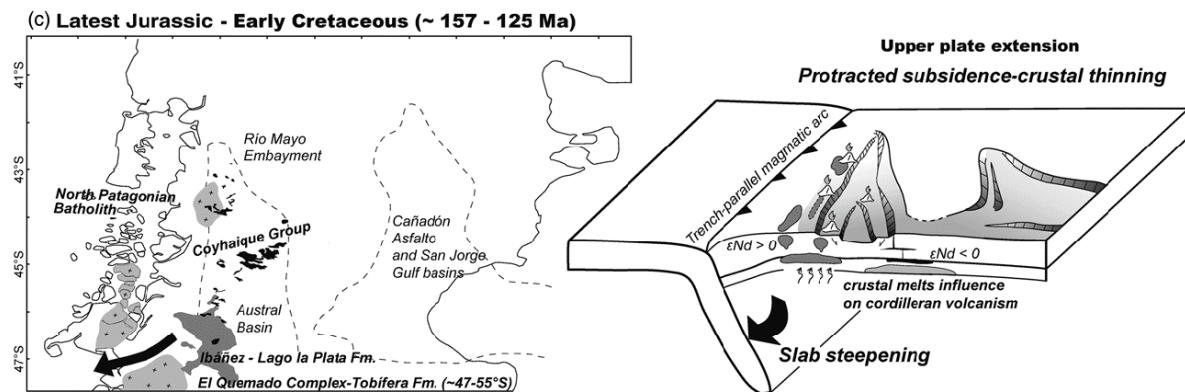 (c) Latest Jurassic - Early Cretaceous (~ 157 - 125 Ma)
41°S
43°S
45°S
47°S
Río Mayo
Embayment
North Patagonian
Batholith
Coyhaique Group
Cañadón
Asfalto
and San Jorge
Gulf basins
Austral
Basin
Ibáñez - Lago la Plata Fm.
El Quemado Complex-Tobífera Fm. (~47-55°S)
Upper plate extension
Protracted subsidence-crustal thinning
Trench-parallel magmatic arc
εNd > 0
εNd < 0
crustal melts influence
on cordilleran volcanism
Slab steepening